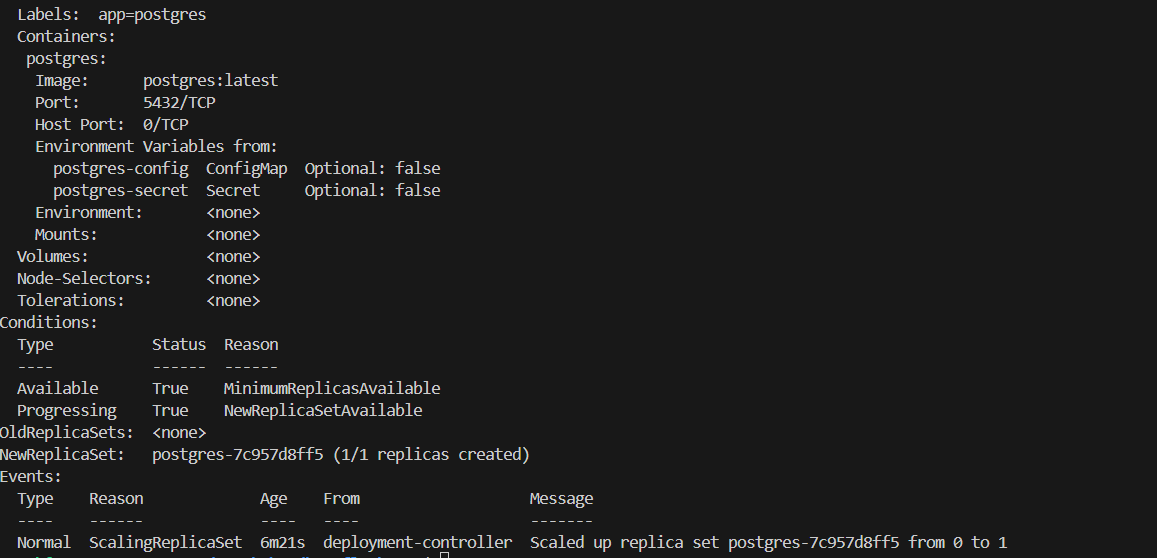 Labels:  app=postgres
Containers:
postgres:
Image:      postgres:latest
Port:       5432/TCP
Host Port:  0/TCP
Environment Variables from:
postgres-config  ConfigMap  Optional: false
postgres-secret  Secret     Optional: false
Environment:       <none>
Mounts:            <none>
Volumes:             <none>
Node-Selectors:      <none>
Tolerations:         <none>
Conditions:
Type           Status  Reason
----           ------  ------
Available      True    MinimumReplicasAvailable
Progressing    True    NewReplicaSetAvailable
OldReplicaSets:  <none>
NewReplicaSet:   postgres-7c957d8ff5 (1/1 replicas created)
Events:
Type    Reason             Age    From                   Message
----    ------             ----   ----                   -------
Normal  ScalingReplicaSet  6m21s  deployment-controller  Scaled up replica set postgres-7c957d8ff5 from 0 to 1